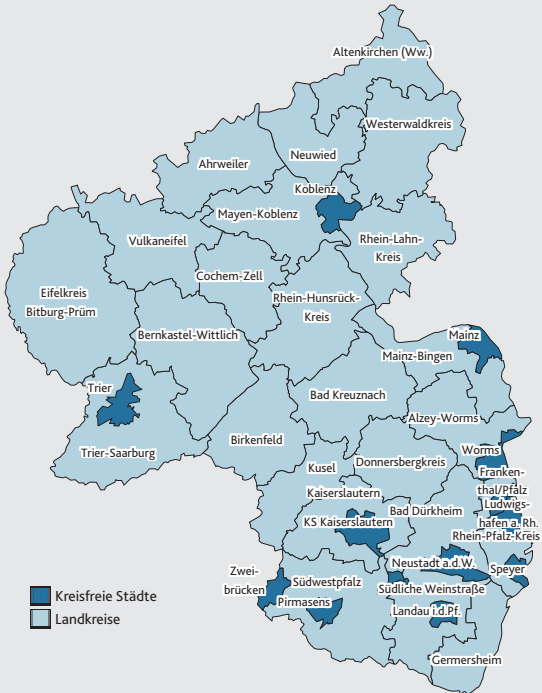 Altenkirchen (Ww.)
Westerwaldkreis
Neuwied
Ahrweiler
Koblenz
Mayen-Koblenz
Rhein-Lahn-
Kreis
Vulkaneifel
Cochem-Zell
Eifelkreis
Bitburg-Prüm
Rhein-Hunsrück-
Kreis
Bernkastel-Wittlich
Mainz
Mainz-Bingen
Trier
Bad Kreuznach
Alzey-Worms
Birkenfeld
Trier-Saarburg
Worms
Donnersbergkreis
Kusel
Franken-
thal/Pfalz
Kaiserslautern
Ludwigs-
hafen a. Rh.
Bad Dürkheim
KS Kaiserslautern
Rhein-Pfalz-Kreis
Neustadt a.d.W.
Speyer
Zwei-
brücken
Südwestpfalz
Südliche Weinstraße
Pirmasens
Landau i.d.Pf.
Germersheim
Kreisfreie Städte
Landkreise